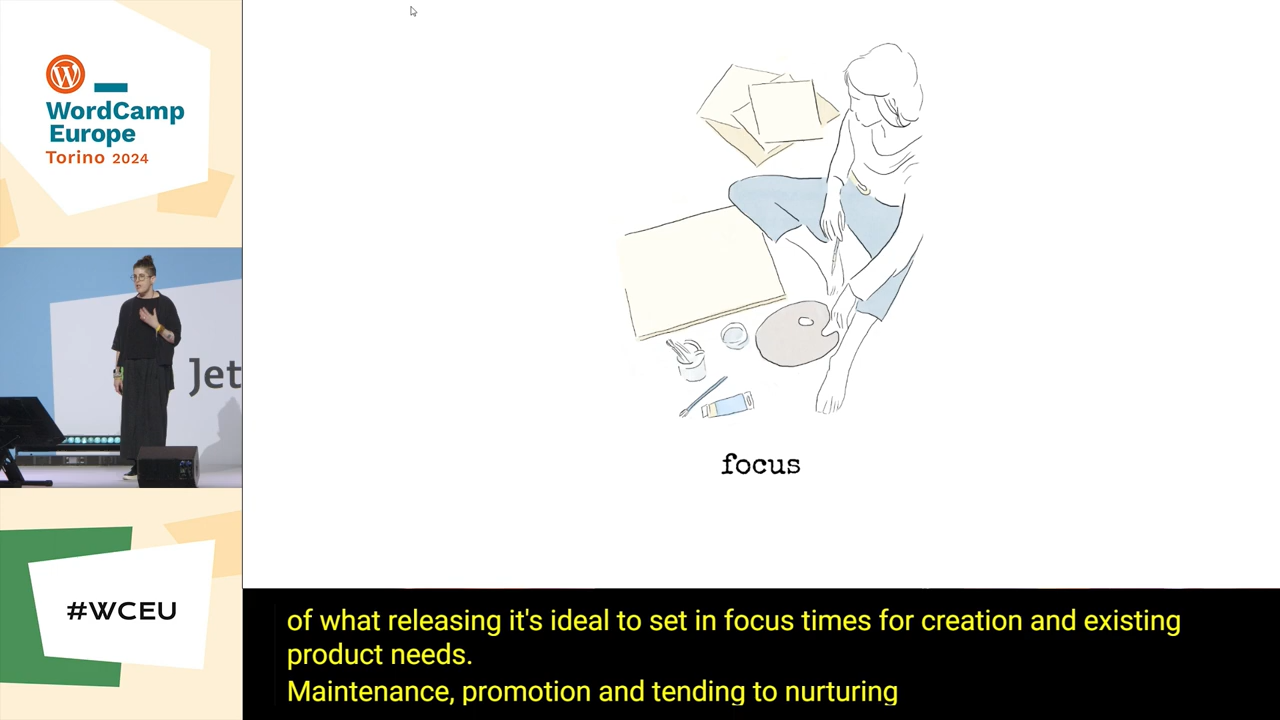 WordCamp
Europe
Torino 2024
Jet
#WCEU
focus
of what releasing it's ideal to set in focus times for creation and existing
product needs.
Maintenance, promotion and tending to nurturing